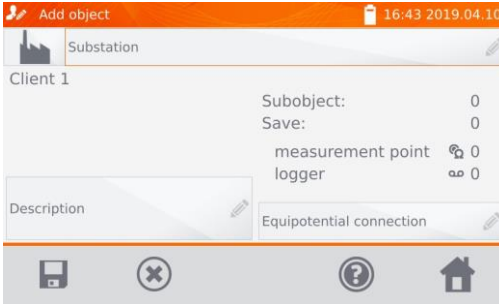 Add object 16:43 2019.04.10
Substation
Client 1
Subobject: 0
Save: 0
measurement point 0
logger 0
Description
Equipotential connection